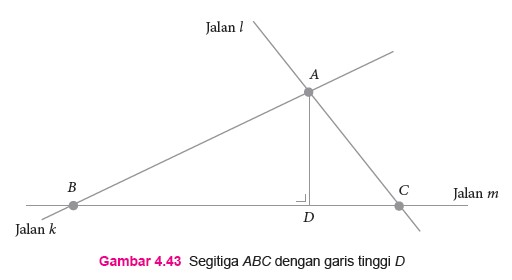 Jalan l
A
B
C
Jalan m
D
Jalan k
Gambar 4.43 Segitiga ABC dengan garis tinggi D